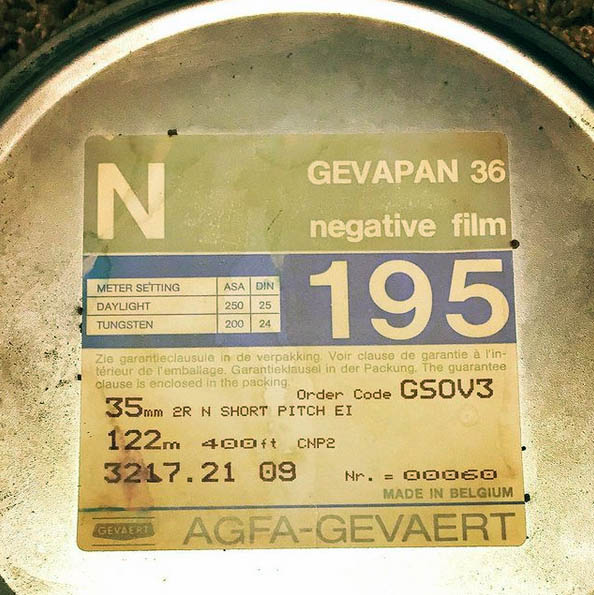 N
GEVAPAN 36
negative film
METER SETTING ASA DIN
DAYLIGHT 250 25
TUNGSTEN 200 24
195
Zie garantieclausule in de verpakking. Voir clause de garantie à l'in-
térieur de l'emballage. Garantieklausel in der Packung. The guarantee
clause is enclosed in the packing.
Order Code GSOV3
35mm 2R N SHORT PITCH EI
122m 400ft CNP2
3217.21 09 Nr. = 00060
MADE IN BELGIUM
GEVAERT AGFA-GEVAERT